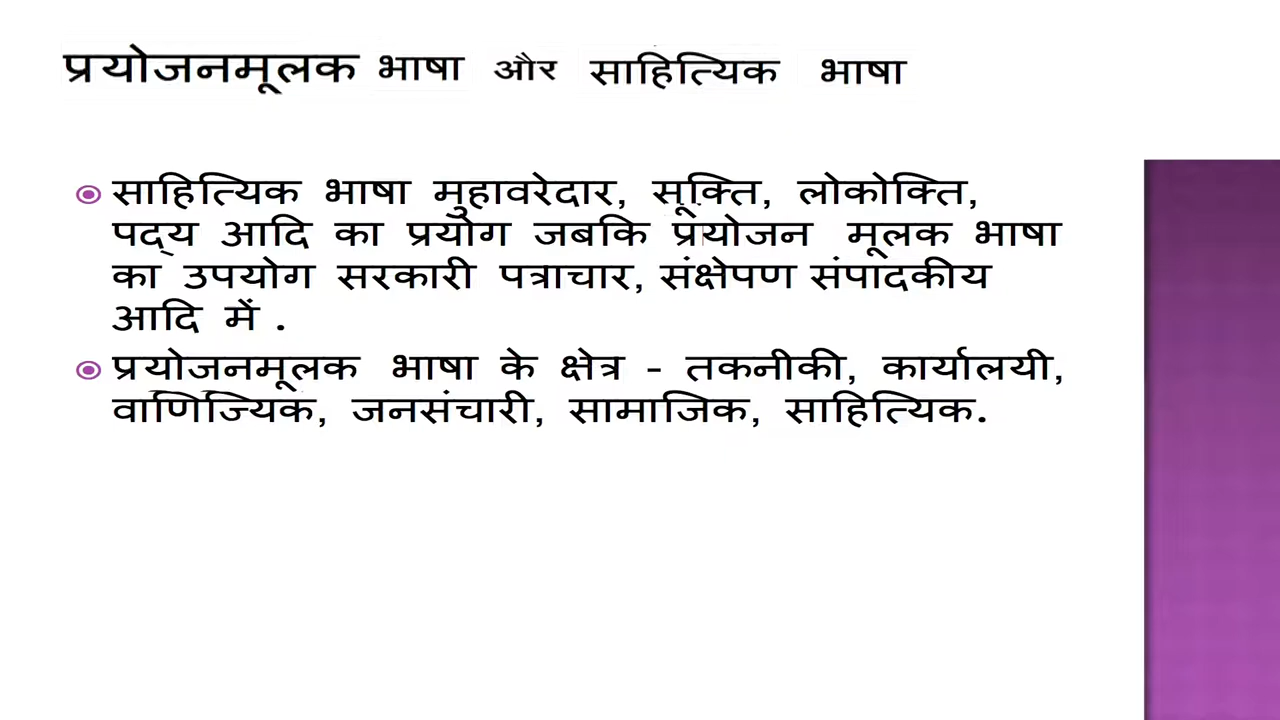 प्रयोजनमूलक भाषा और साहित्यिक भाषा
साहित्यिक भाषा मुहावरेदार, सूक्ति, लोकोक्ति,
पद्य आदि का प्रयोग जबकि प्रयोजन मूलक भाषा
का उपयोग सरकारी पत्राचार, संक्षेपण संपादकीय
आदि में .
प्रयोजनमूलक भाषा के क्षेत्र – तकनीकी, कार्यालयी,
वाणिज्यिक, जनसंचारी, सामाजिक, साहित्यिक.